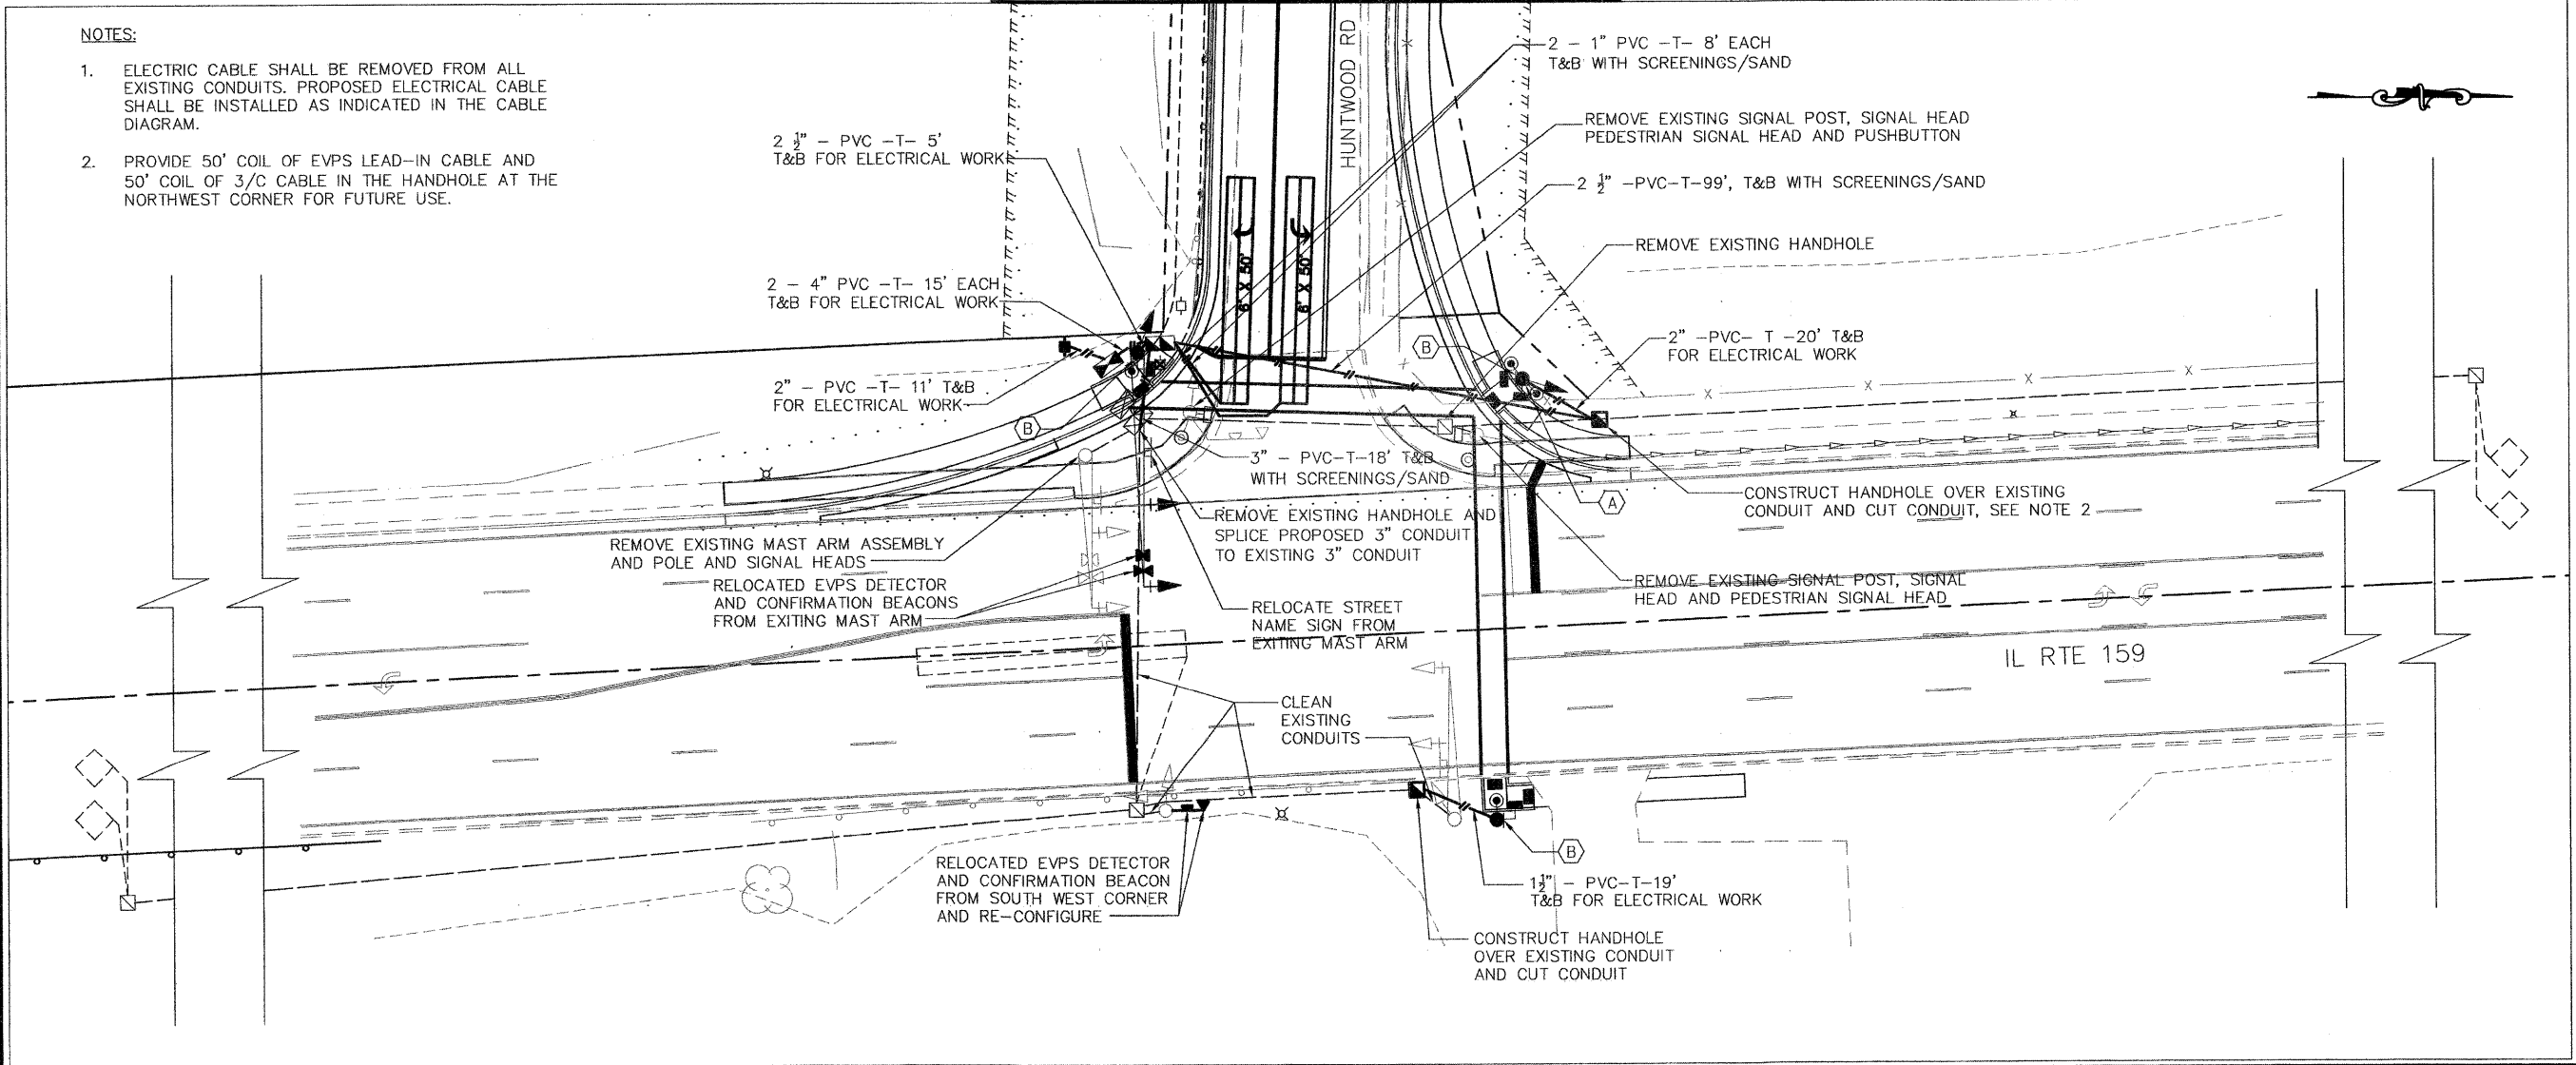 NOTES:
1. ELECTRIC CABLE SHALL BE REMOVED FROM ALL
EXISTING CONDUITS. PROPOSED ELECTRICAL CABLE
SHALL BE INSTALLED AS INDICATED IN THE CABLE
DIAGRAM.
2. PROVIDE 50' COIL OF EVPS LEAD-IN CABLE AND
50' COIL OF 3/C CABLE IN THE HANDHOLE AT THE
NORTHWEST CORNER FOR FUTURE USE.
2 ½" - PVC -T- 5'
T&B FOR ELECTRICAL WORK
2 - 4" PVC -T- 15' EACH
T&B FOR ELECTRICAL WORK
2" - PVC -T- 11' T&B
FOR ELECTRICAL WORK
B
HUNTWOOD RD
6' X 50'
6' X 50'
2 - 1" PVC -T- 8' EACH
T&B WITH SCREENINGS/SAND
REMOVE EXISTING SIGNAL POST, SIGNAL HEAD
PEDESTRIAN SIGNAL HEAD AND PUSHBUTTON
2 ½" -PVC-T-99', T&B WITH SCREENINGS/SAND
REMOVE EXISTING HANDHOLE
2" -PVC- T -20' T&B
FOR ELECTRICAL WORK
B
A
3" - PVC-T-18' T&B
WITH SCREENINGS/SAND
REMOVE EXISTING HANDHOLE AND
SPLICE PROPOSED 3" CONDUIT
TO EXISTING 3" CONDUIT
CONSTRUCT HANDHOLE OVER EXISTING
CONDUIT AND CUT CONDUIT, SEE NOTE 2
REMOVE EXISTING MAST ARM ASSEMBLY
AND POLE AND SIGNAL HEADS
RELOCATED EVPS DETECTOR
AND CONFIRMATION BEACONS
FROM EXITING MAST ARM
RELOCATE STREET
NAME SIGN FROM
EXITING MAST ARM
REMOVE EXISTING SIGNAL POST, SIGNAL
HEAD AND PEDESTRIAN SIGNAL HEAD
IL RTE 159
CLEAN
EXISTING
CONDUITS
RELOCATED EVPS DETECTOR
AND CONFIRMATION BEACON
FROM SOUTH WEST CORNER
AND RE-CONFIGURE
B
1½" - PVC-T-19'
T&B FOR ELECTRICAL WORK
CONSTRUCT HANDHOLE
OVER EXISTING CONDUIT
AND CUT CONDUIT